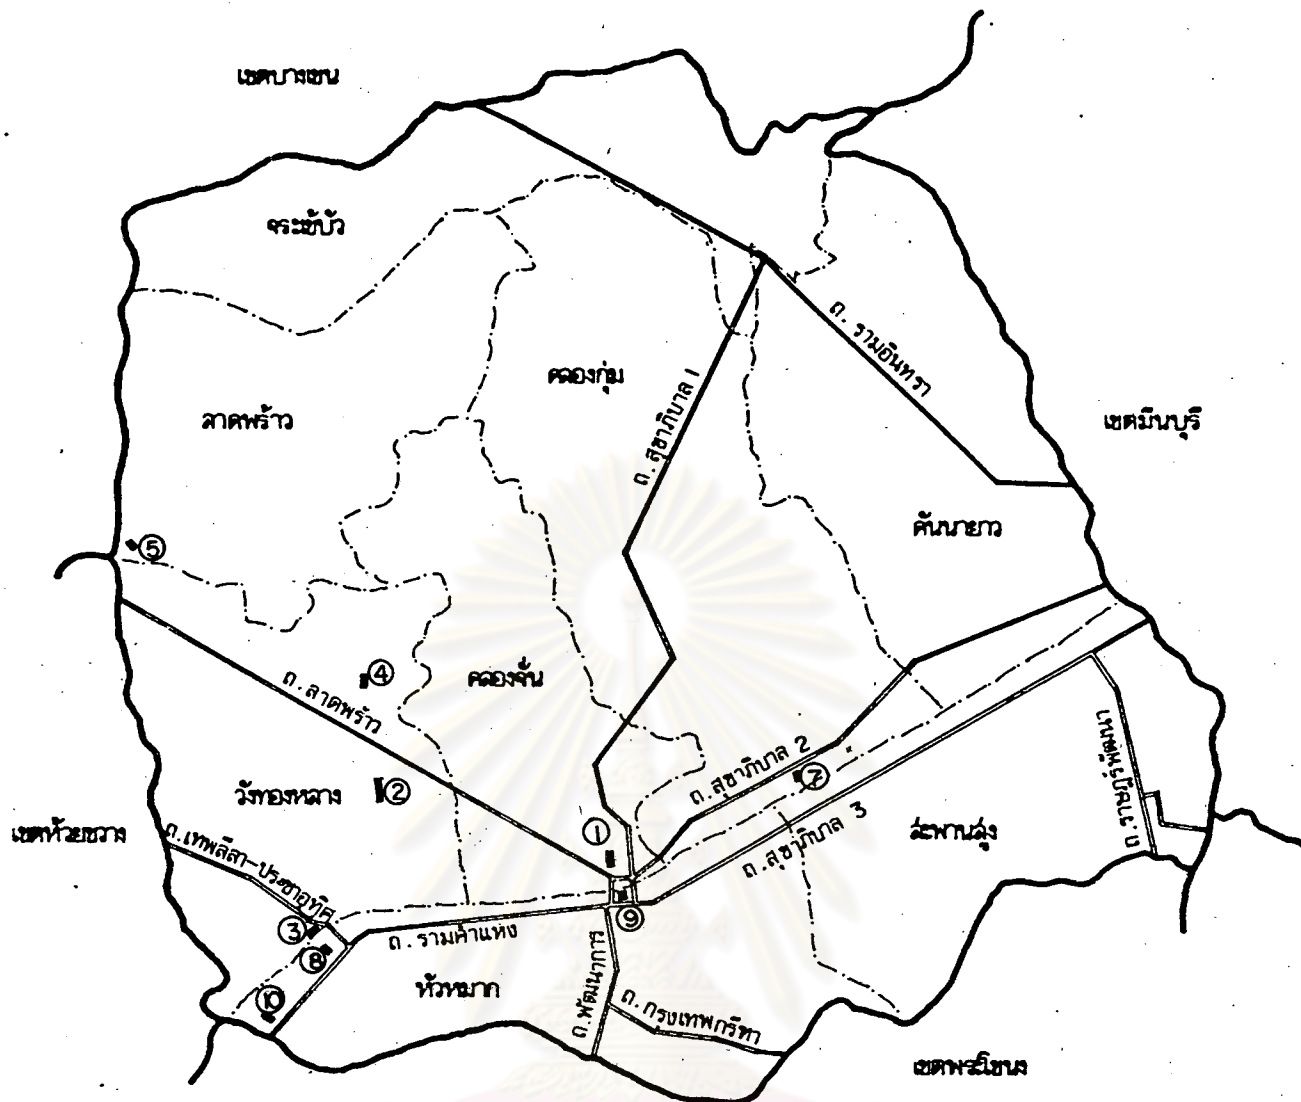 เขตบางเขน
จระเข้บัว
ถ. รามอินทรา
คลองกุ่ม
ลาดพร้าว
ถ. สุขาภิบาล 1
เขตมีนบุรี
คันนายาว
5
4
ถ. ลาดพร้าว
คลองจั่น
ถ. สุขาภิบาล 2
7
วังทองหลาง
2
เขตห้วยขวาง
1
ถ. สุขาภิบาล 3
สะพานสูง
ถ.เทพลีลา-ประชาอุทิศ
9
3
ถ. รามคำแหง
8
หัวหมาก
10
ถ.พัฒนาการ
ถ. กรุงเทพกรีฑา
เขตพระโขนง